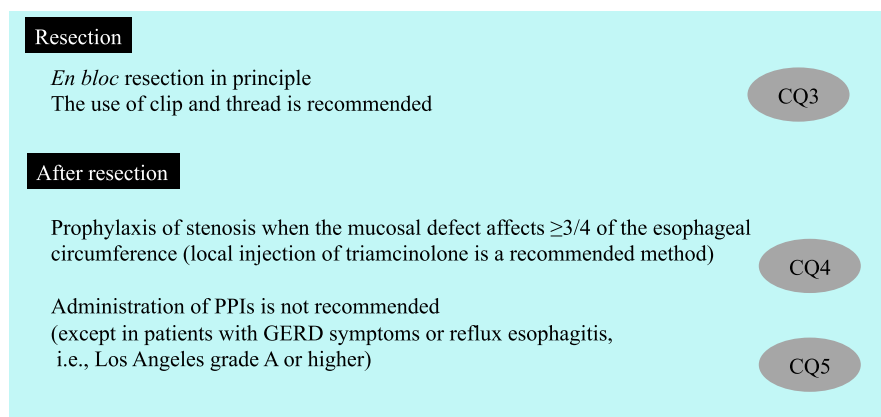 Resection
En bloc resection in principle
The use of clip and thread is recommended
CQ3
After resection
Prophylaxis of stenosis when the mucosal defect affects ≥3/4 of the esophageal
circumference (local injection of triamcinolone is a recommended method)
CQ4
Administration of PPIs is not recommended
(except in patients with GERD symptoms or reflux esophagitis,
i.e., Los Angeles grade A or higher)
CQ5